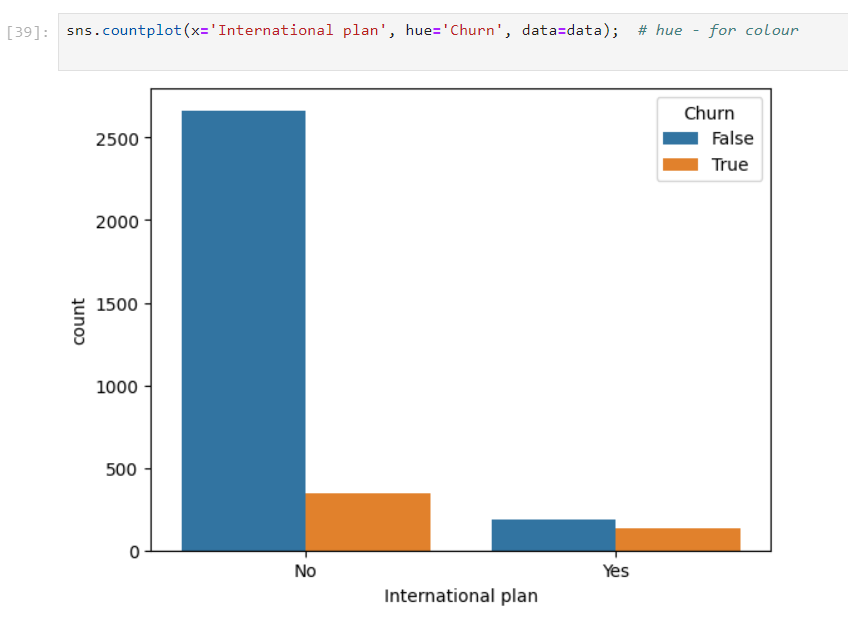 [39]: sns.countplot(x='International plan', hue='Churn', data=data);  # hue - for colour
Churn
False
True
2500
2000
1500
1000
500
0
count
No Yes
International plan